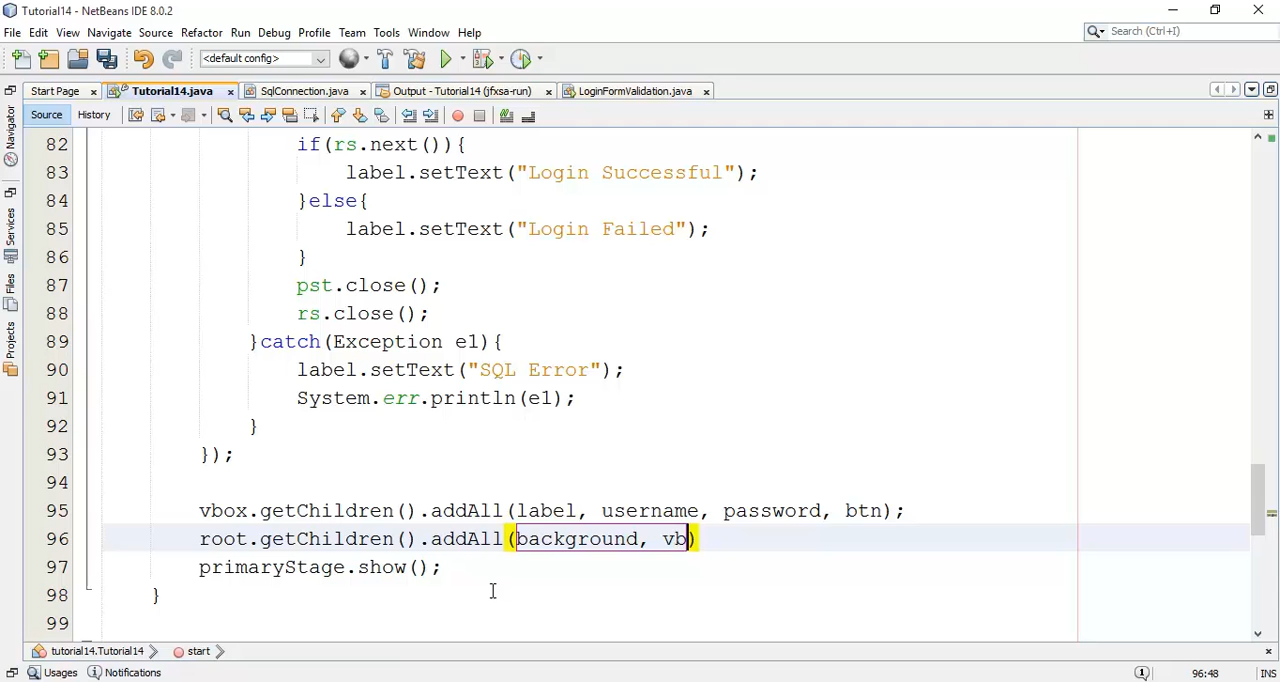 Tutorial14 - NetBeans IDE 8.0.2
File Edit View Navigate Source Refactor Run Debug Profile Team Tools Window Help
Search (Ctrl+I)
<default config>
Start Page Tutorial14.java SqlConnection.java Output - Tutorial14 (jfxsa-run) LoginFormValidation.java
Source History
Navigator
Services
Files
Projects
82 if(rs.next()){
83 label.setText("Login Successful");
84 }else{
85 label.setText("Login Failed");
86 }
87 pst.close();
88 rs.close();
89 }catch(Exception e1){
90 label.setText("SQL Error");
91 System.err.println(e1);
92 }
93 });
94
95 vbox.getChildren().addAll(label, username, password, btn);
96 root.getChildren().addAll(background, vb)
97 primaryStage.show();
98 }
99
tutorial14.Tutorial14 start
Usages Notifications 1 96:48 INS